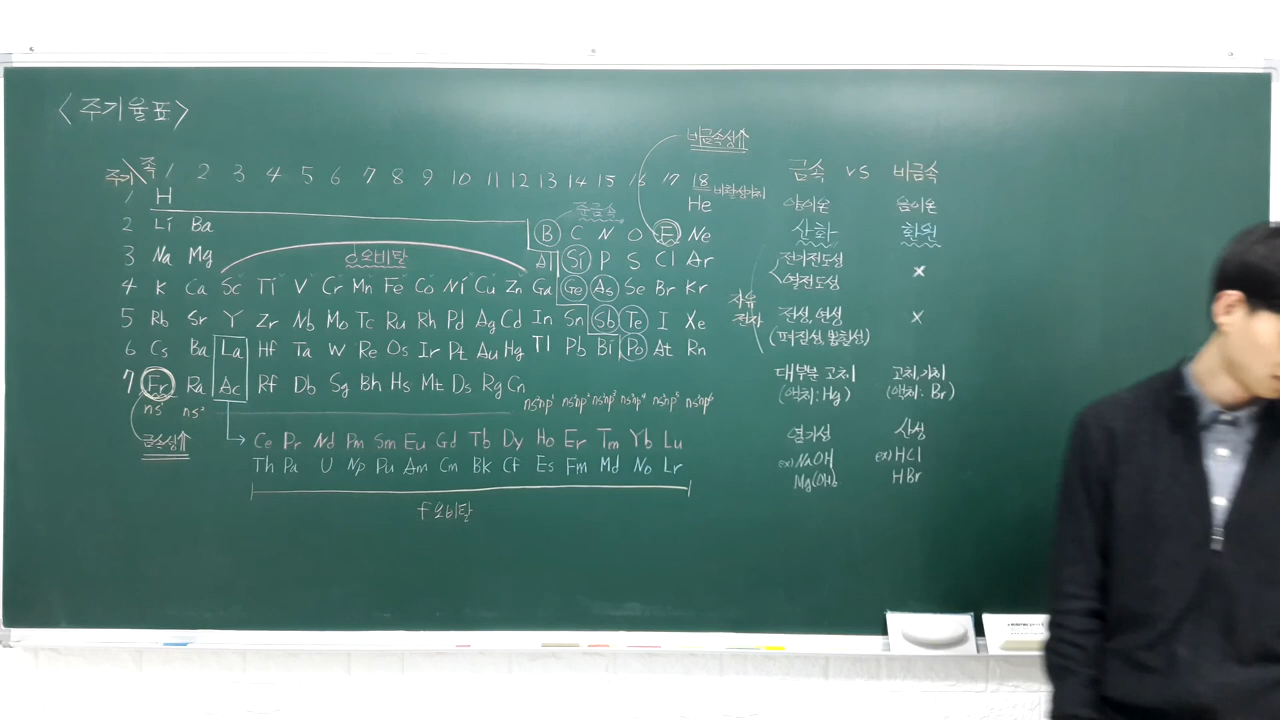 <주기율표>
비금속성↑
족 1 2 3 4 5 6 7 8 9 10 11 12 13 14 15 16 17 18
주기
비활성기체
1 H He
준금속
2 Li Ba B C N O F Ne
3 Na Mg Al Si P S Cl Ar
d오비탈
4 K Ca Sc Ti V Cr Mn Fe Co Ni Cu Zn Ga Ge As Se Br Kr
5 Rb Sr Y Zr Nb Mo Tc Ru Rh Pd Ag Cd In Sn Sb Te I Xe
6 Cs Ba La Hf Ta W Re Os Ir Pt Au Hg Tl Pb Bi Po At Rn
7 Fr Ra Ac Rf Db Sg Bh Hs Mt Ds Rg Cn
ns¹ ns² ns²np¹ ns²np² ns²np³ ns²np⁴ ns²np⁵ ns²np⁶
금속성↑
Ce Pr Nd Pm Sm Eu Gd Tb Dy Ho Er Tm Yb Lu
Th Pa U Np Pu Am Cm Bk Cf Es Fm Md No Lr
f오비탈
금속 vs 비금속
양이온 음이온
산화 환원
전기전도성 ×
열전도성
자유
전자
전성, 연성 ×
(펴짐성, 뽑힘성)
대부분 고체 고체, 기체
(액체: Hg) (액체: Br)
염기성 산성
ex) NaOH ex) HCl
Mg(OH)₂ HBr